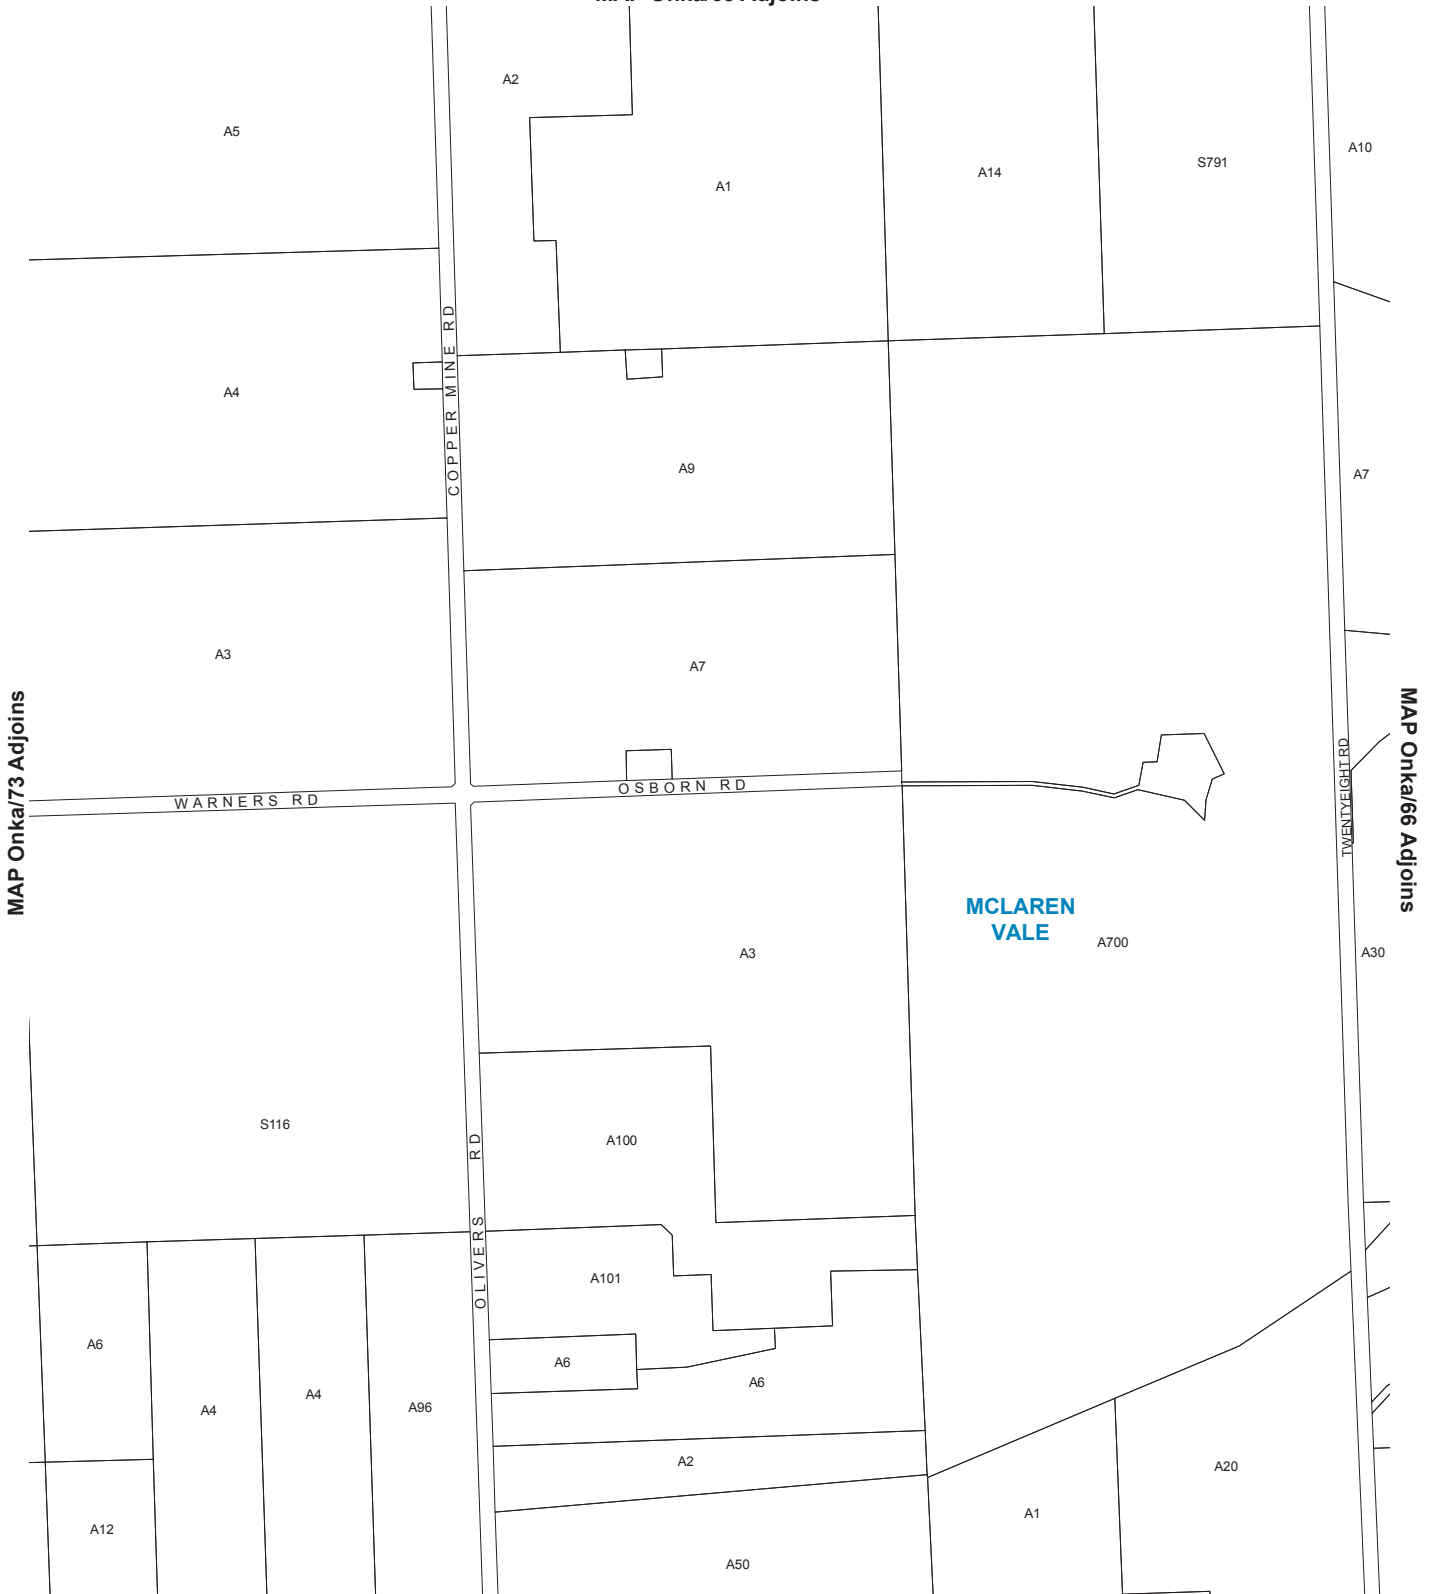 A2
A5
A10
S791
A14
A1
COPPER MINE RD
A4
A9
A7
A3
A7
MAP Onka/73 Adjoins
MAP Onka/66 Adjoins
TWENTYEIGHT RD
OSBORN RD
WARNERS RD
MCLAREN
VALE
A700
A3
A30
S116
A100
OLIVERS RD
A101
A6
A6
A6
A4
A4
A96
A2
A20
A1
A12
A50